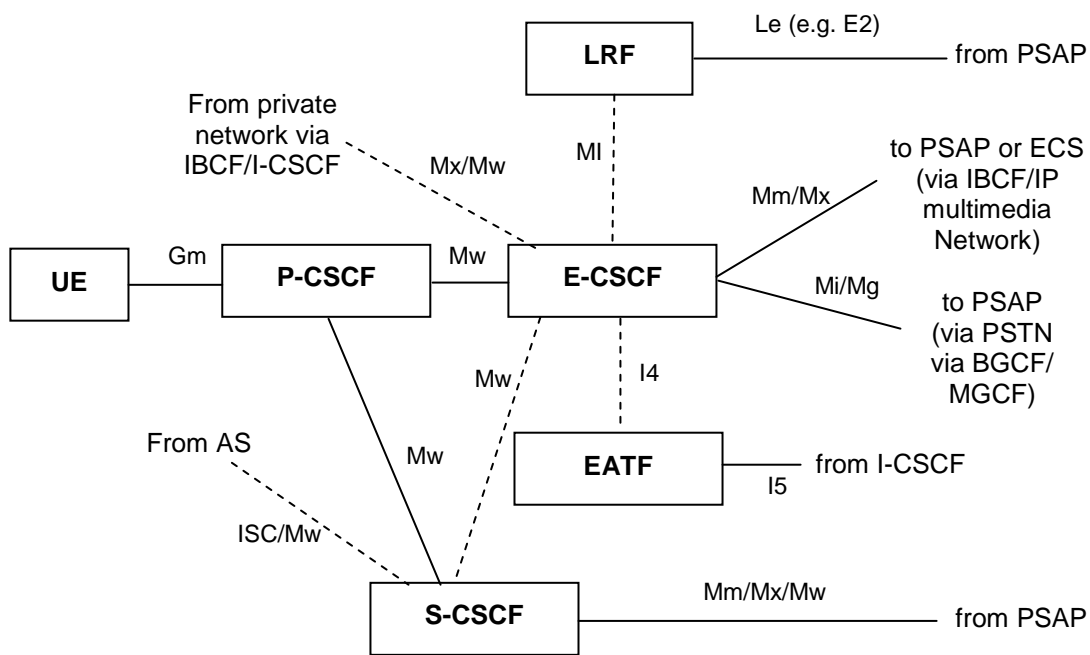 Le (e.g. E2)
LRF
from PSAP
From private
network via
IBCF/I-CSCF
Mx/Mw
Ml
to PSAP or ECS
(via IBCF/IP
multimedia
Network)
Mm/Mx
UE
Gm
P-CSCF
Mw
E-CSCF
Mi/Mg
to PSAP
(via PSTN
via BGCF/
MGCF)
Mw
I4
From AS
Mw
EATF
from I-CSCF
I5
ISC/Mw
S-CSCF
Mm/Mx/Mw
from PSAP